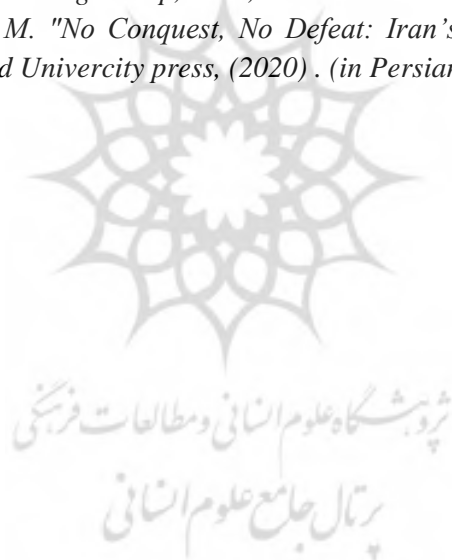 M. "No Conquest, No Defeat: Iran's
d Univercity press, (2020) . (in Persian
پژوهشگاه علوم انسانی و مطالعات فرهنگی
پرتال جامع علوم انسانی